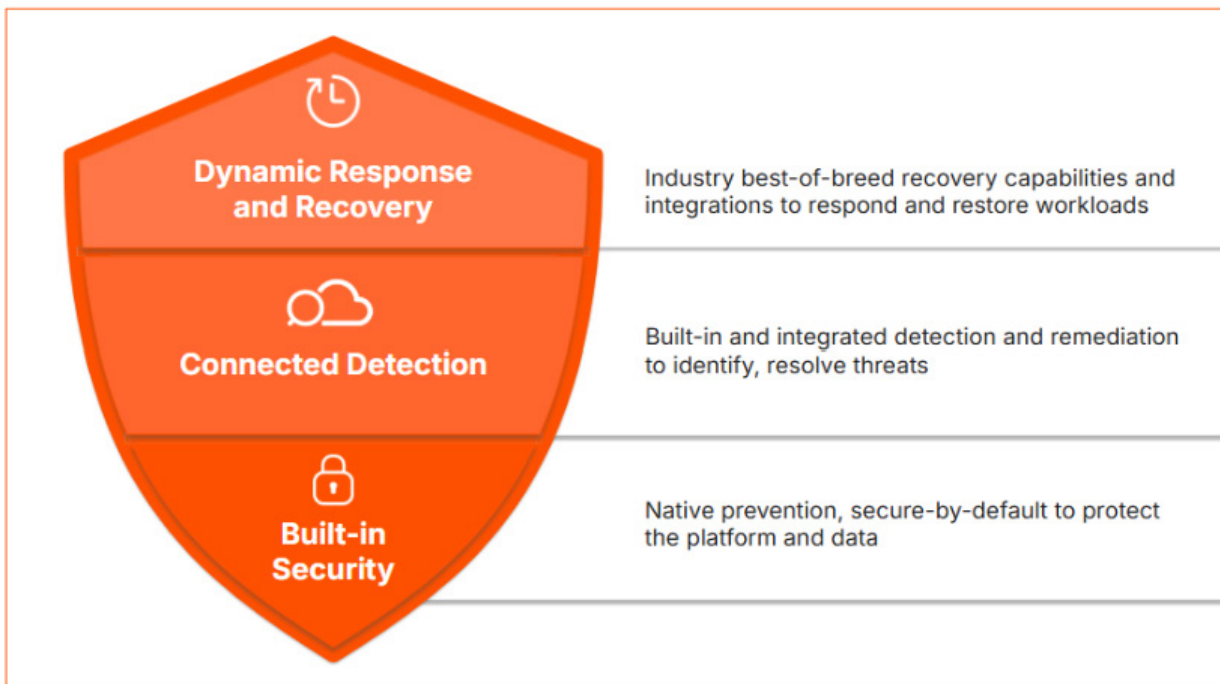 Dynamic Response
and Recovery
Industry best-of-breed recovery capabilities and
integrations to respond and restore workloads
Connected Detection
Built-in and integrated detection and remediation
to identify, resolve threats
Built-in
Security
Native prevention, secure-by-default to protect
the platform and data